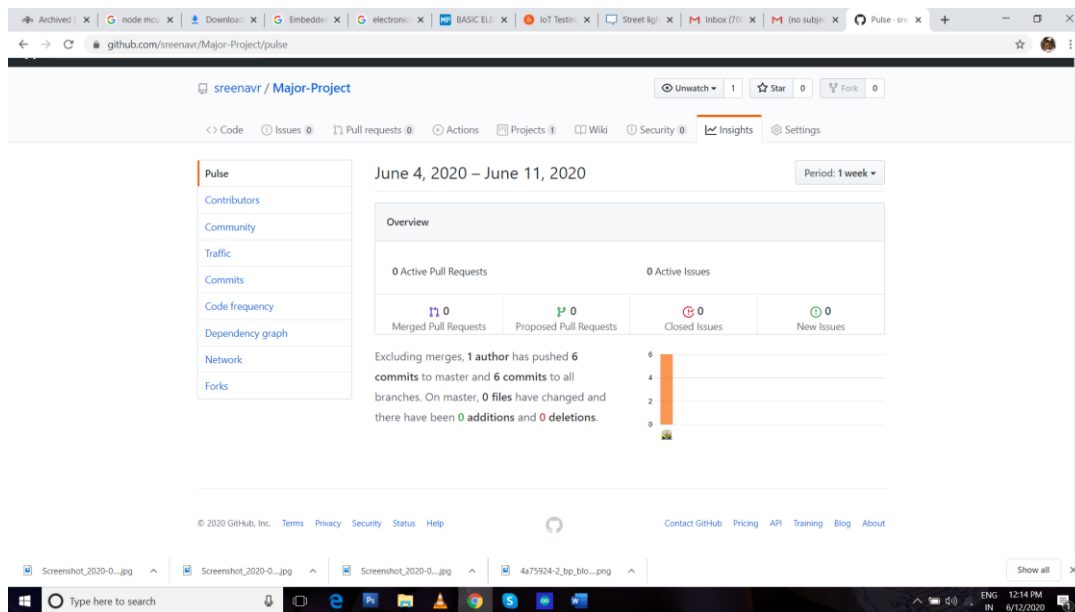 Archived |
node mcu
Download
Embedded
electronic
BASIC ELE
IoT Testin
Street ligh
Inbox (70
(no subjec
Pulse · sre
github.com/sreenavr/Major-Project/pulse
sreenavr / Major-Project
Unwatch 1
Star 0
Fork 0
<> Code
Issues 0
Pull requests 0
Actions
Projects 1
Wiki
Security 0
Insights
Settings
Pulse
Contributors
Community
Traffic
Commits
Code frequency
Dependency graph
Network
Forks
June 4, 2020 – June 11, 2020
Period: 1 week
Overview
0 Active Pull Requests
0 Active Issues
0
Merged Pull Requests
0
Proposed Pull Requests
0
Closed Issues
0
New Issues
Excluding merges, 1 author has pushed 6
commits to master and 6 commits to all
branches. On master, 0 files have changed and
there have been 0 additions and 0 deletions.
6
4
2
0
© 2020 GitHub, Inc. Terms Privacy Security Status Help
Contact GitHub Pricing API Training Blog About
Screenshot_2020-0....jpg
Screenshot_2020-0....jpg
Screenshot_2020-0....jpg
4a75924-2_bp_blo....png
Show all
Type here to search
ENG
IN
12:14 PM
6/12/2020